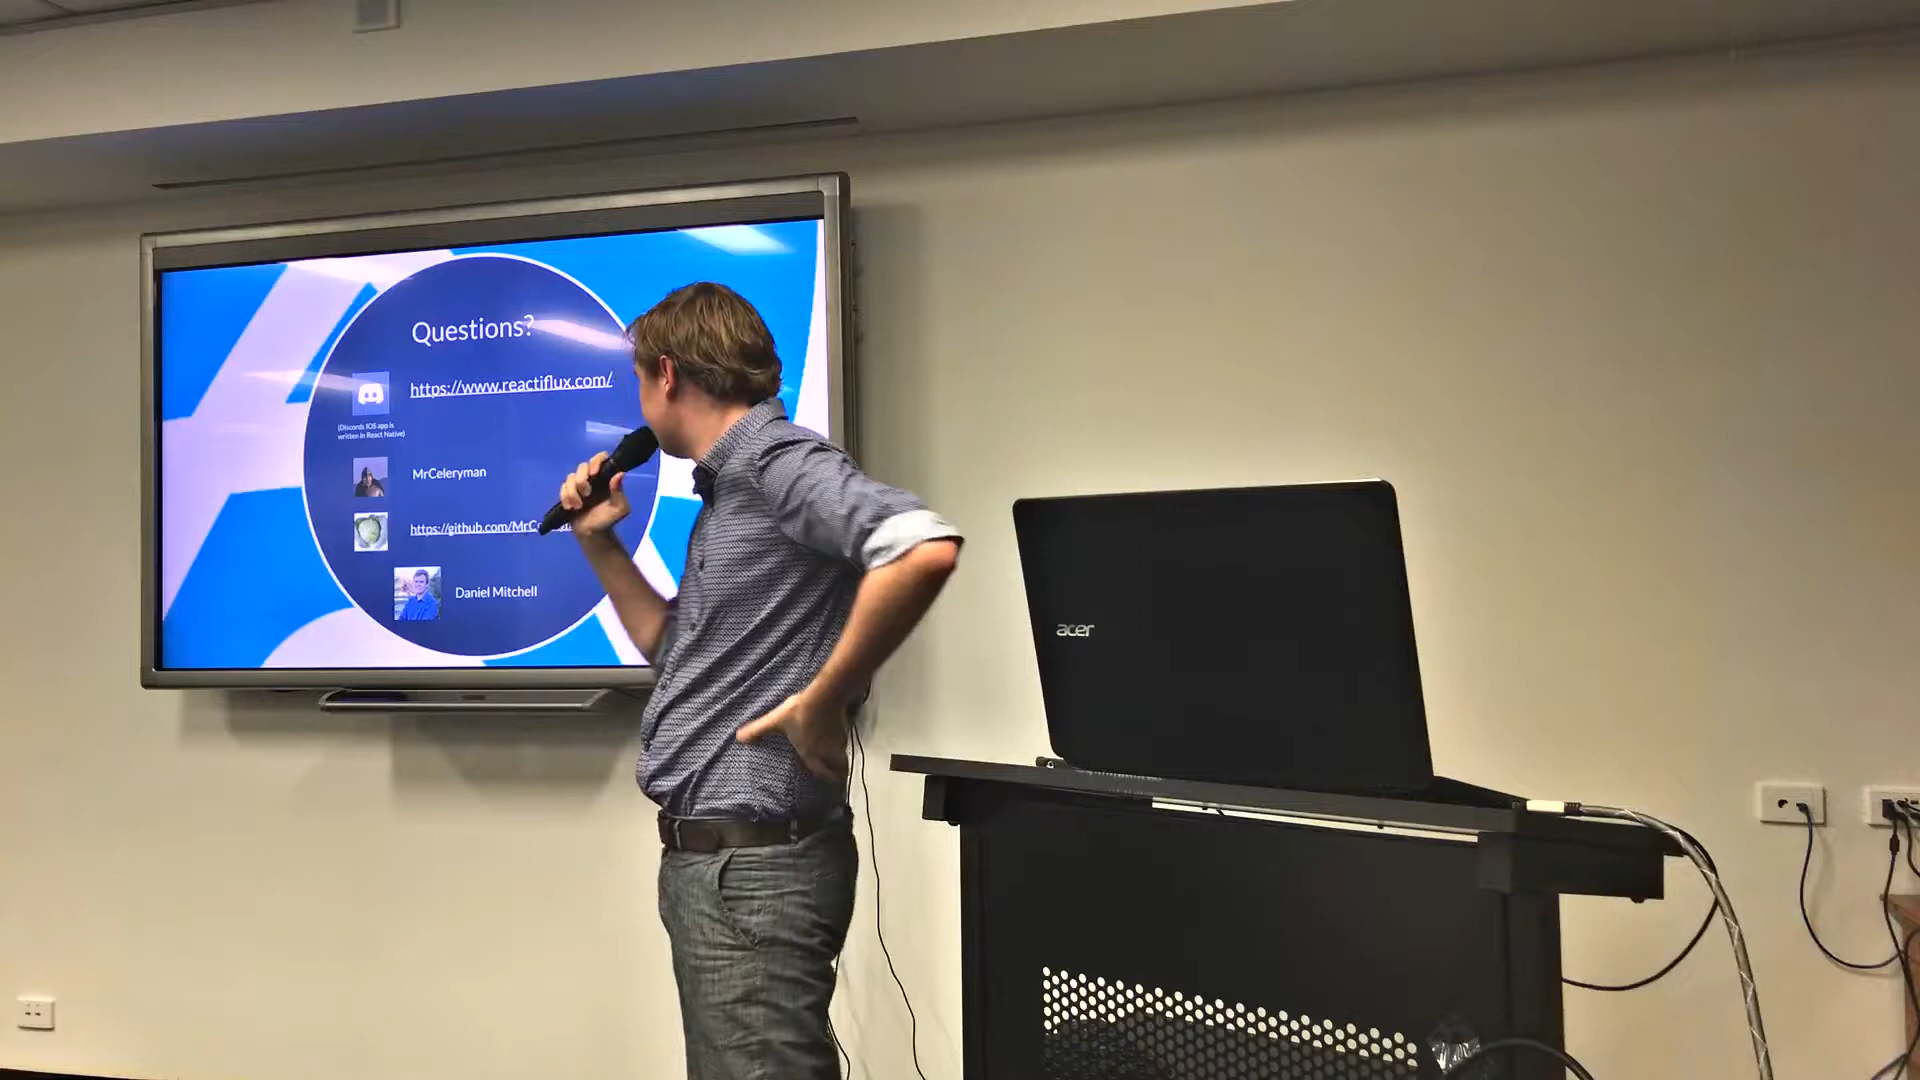 Questions?
https://www.reactiflux.com/
(Discords IOS app is
written in React Native)
MrCeleryman
https://github.com/MrC
Daniel Mitchell
acer